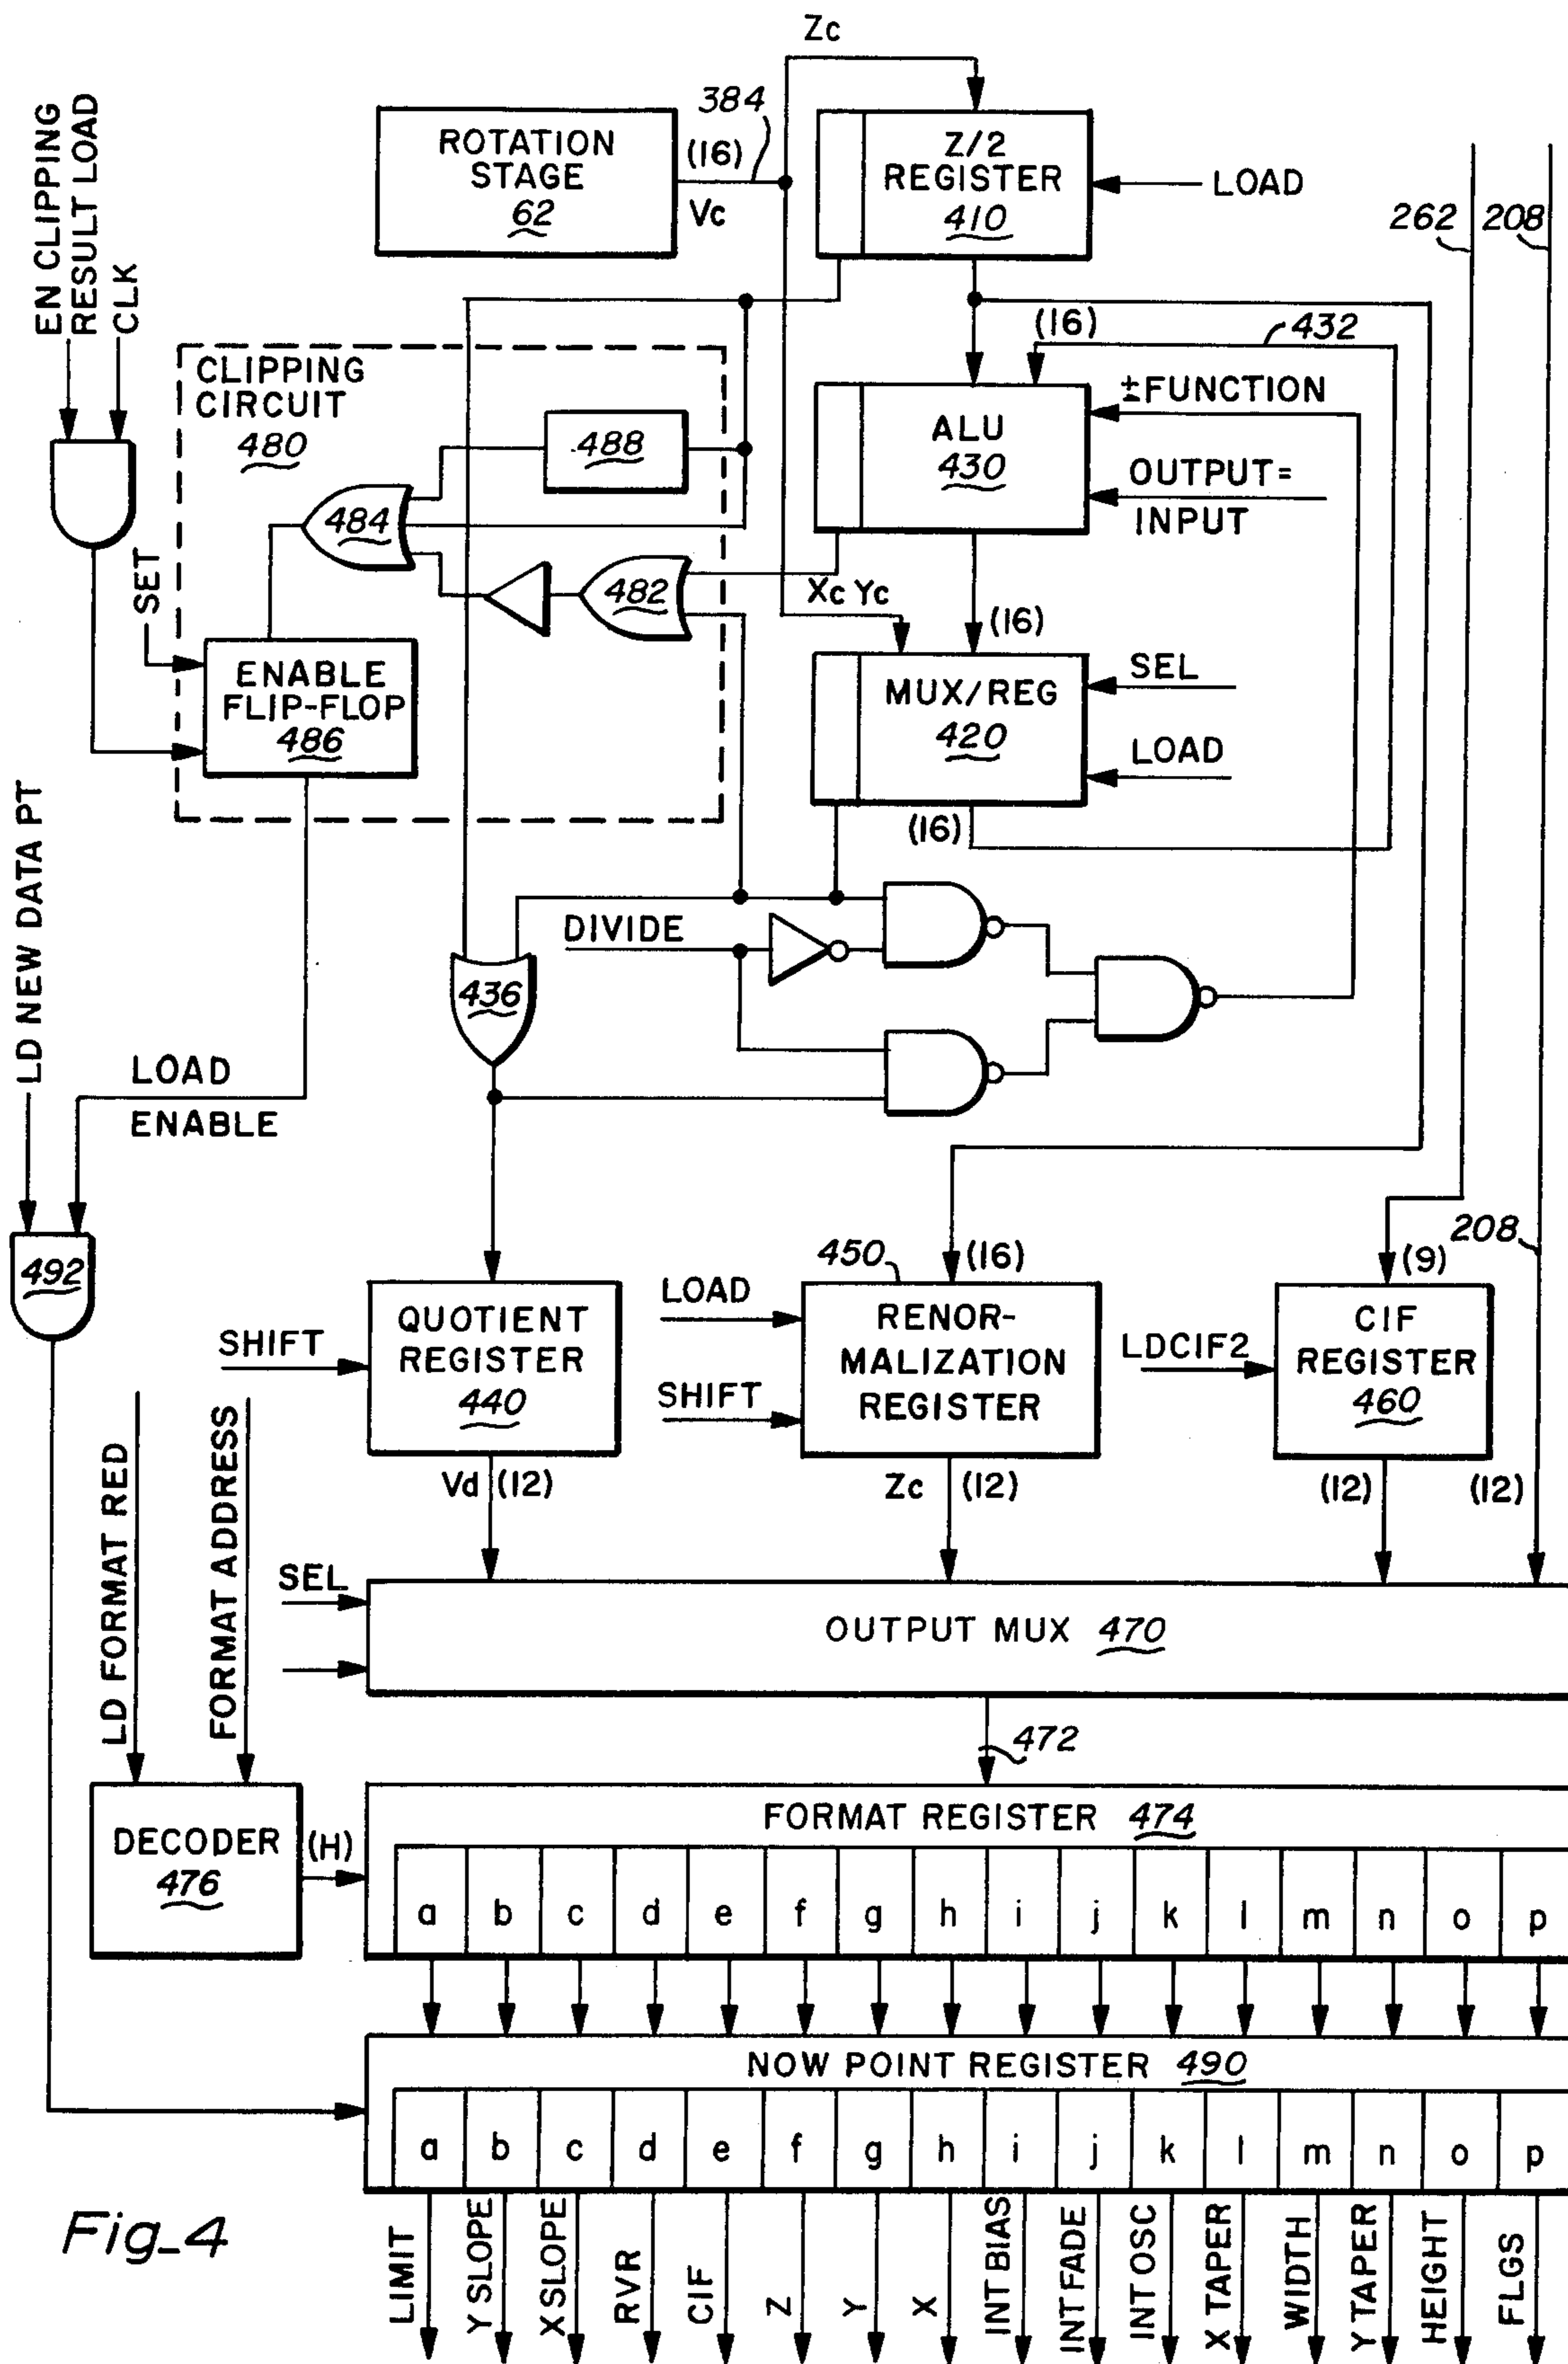 Zc
384
ROTATION
STAGE
62
(16)
Vc
Z/2
REGISTER
410
LOAD
262
208
EN CLIPPING
RESULT LOAD
CLK
(16)
432
CLIPPING
CIRCUIT
480
488
ALU
430
±FUNCTION
OUTPUT=
INPUT
484
482
SET
Xc Yc
(16)
ENABLE
FLIP-FLOP
486
MUX/REG
420
SEL
LOAD
(16)
LD NEW DATA PT
DIVIDE
436
LOAD
ENABLE
492
450
(16)
(9)
208
QUOTIENT
REGISTER
440
SHIFT
LOAD
SHIFT
RENOR-
MALIZATION
REGISTER
LDCIF2
CIF
REGISTER
460
Vd (12)
Zc (12)
(12)
(12)
LD FORMAT RED
FORMAT ADDRESS
SEL
OUTPUT MUX 470
472
DECODER
476
(H)
FORMAT REGISTER 474
a b c d e f g h i j k l m n o p
NOW POINT REGISTER 490
a b c d e f g h i j k l m n o p
Fig_4
LIMIT
Y SLOPE
X SLOPE
RVR
CIF
Z
Y
X
INT BIAS
INT FADE
INT OSC
X TAPER
WIDTH
Y TAPER
HEIGHT
FLGS